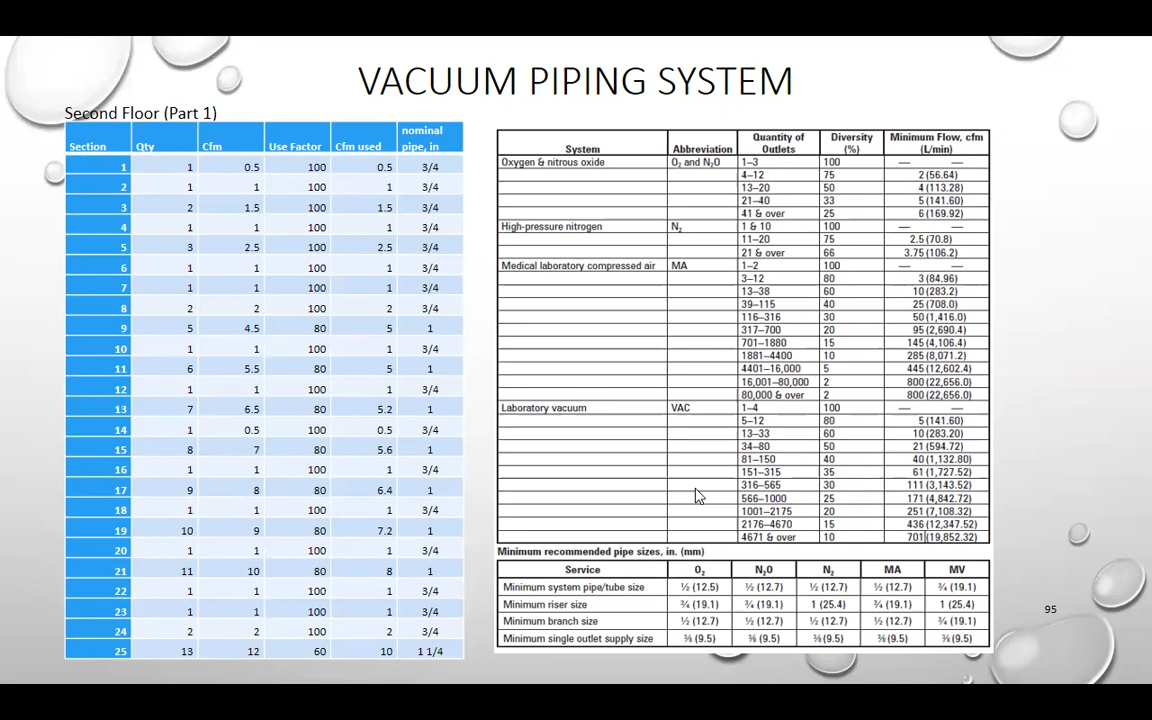 VACUUM PIPING SYSTEM
Second Floor (Part 1)
Section Qty Cfm Use Factor Cfm used nominal pipe, in
1 1 0.5 100 0.5 3/4
2 1 1 100 1 3/4
3 2 1.5 100 1.5 3/4
4 1 1 100 1 3/4
5 3 2.5 100 2.5 3/4
6 1 1 100 1 3/4
7 1 1 100 1 3/4
8 2 2 100 2 3/4
9 5 4.5 80 5 1
10 1 1 100 1 3/4
11 6 5.5 80 5 1
12 1 1 100 1 3/4
13 7 6.5 80 5.2 1
14 1 0.5 100 0.5 3/4
15 8 7 80 5.6 1
16 1 1 100 1 3/4
17 9 8 80 6.4 1
18 1 1 100 1 3/4
19 10 9 80 7.2 1
20 1 1 100 1 3/4
21 11 10 80 8 1
22 1 1 100 1 3/4
23 1 1 100 1 3/4
24 2 2 100 2 3/4
25 13 12 60 10 1 1/4
System Abbreviation Quantity of Outlets Diversity (%) Minimum Flow, cfm (L/min)
Oxygen & nitrous oxide O₂ and N₂O 1–3 100 — —
4–12 75 2 (56.64)
13–20 50 4 (113.28)
21–40 33 5 (141.60)
41 & over 25 6 (169.92)
High-pressure nitrogen N₂ 1 & 10 100 — —
11–20 75 2.5 (70.8)
21 & over 66 3.75 (106.2)
Medical laboratory compressed air MA 1–2 100 — —
3–12 80 3 (84.96)
13–38 60 10 (283.2)
39–115 40 25 (708.0)
116–316 30 50 (1,416.0)
317–700 20 95 (2,690.4)
701–1880 15 145 (4,106.4)
1881–4400 10 285 (8,071.2)
4401–16,000 5 445 (12,602.4)
16,001–80,000 2 800 (22,656.0)
80,000 & over 2 800 (22,656.0)
Laboratory vacuum VAC 1–4 100 — —
5–12 80 5 (141.60)
13–33 60 10 (283.20)
34–80 50 21 (594.72)
81–150 40 40 (1,132.80)
151–315 35 61 (1,727.52)
316–565 30 111 (3,143.52)
566–1000 25 171 (4,842.72)
1001–2175 20 251 (7,108.32)
2176–4670 15 436 (12,347.52)
4671 & over 10 701 (19,852.32)
Minimum recommended pipe sizes, in. (mm)
Service O₂ N₂O N₂ MA MV
Minimum system pipe/tube size ½ (12.5) ½ (12.7) ½ (12.7) ½ (12.7) ¾ (19.1)
Minimum riser size ¾ (19.1) ¾ (19.1) 1 (25.4) ¾ (19.1) 1 (25.4)
Minimum branch size ½ (12.7) ½ (12.7) ½ (12.7) ½ (12.7) ¾ (19.1)
Minimum single outlet supply size ⅜ (9.5) ⅜ (9.5) ⅜ (9.5) ⅜ (9.5) ⅜ (9.5)
95